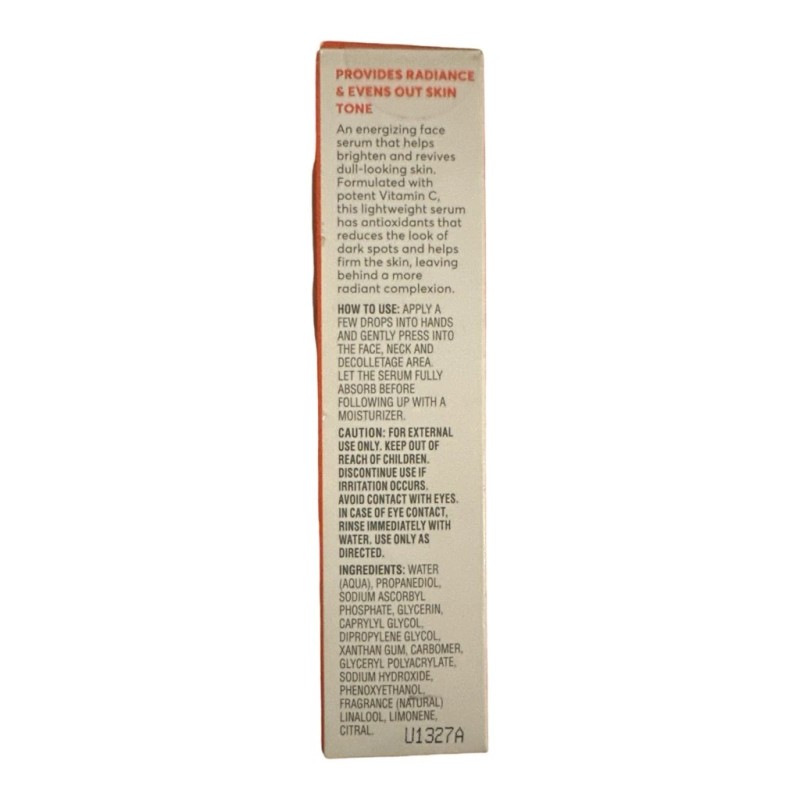 PROVIDES RADIANCE
& EVENS OUT SKIN
TONE
An energizing face
serum that helps
brighten and revives
dull-looking skin.
Formulated with
potent Vitamin C,
this lightweight serum
has antioxidants that
reduces the look of
dark spots and helps
firm the skin, leaving
behind a more
radiant complexion.
HOW TO USE: APPLY A
FEW DROPS INTO HANDS
AND GENTLY PRESS INTO
THE FACE, NECK AND
DECOLLETAGE AREA.
LET THE SERUM FULLY
ABSORB BEFORE
FOLLOWING UP WITH A
MOISTURIZER.
CAUTION: FOR EXTERNAL
USE ONLY. KEEP OUT OF
REACH OF CHILDREN.
DISCONTINUE USE IF
IRRITATION OCCURS.
AVOID CONTACT WITH EYES.
IN CASE OF EYE CONTACT,
RINSE IMMEDIATELY WITH
WATER. USE ONLY AS
DIRECTED.
INGREDIENTS: WATER
(AQUA), PROPANEDIOL,
SODIUM ASCORBYL
PHOSPHATE, GLYCERIN,
CAPRYLYL GLYCOL,
DIPROPYLENE GLYCOL,
XANTHAN GUM, CARBOMER,
GLYCERYL POLYACRYLATE,
SODIUM HYDROXIDE,
PHENOXYETHANOL,
FRAGRANCE (NATURAL)
LINALOOL, LIMONENE,
CITRAL. U1327A